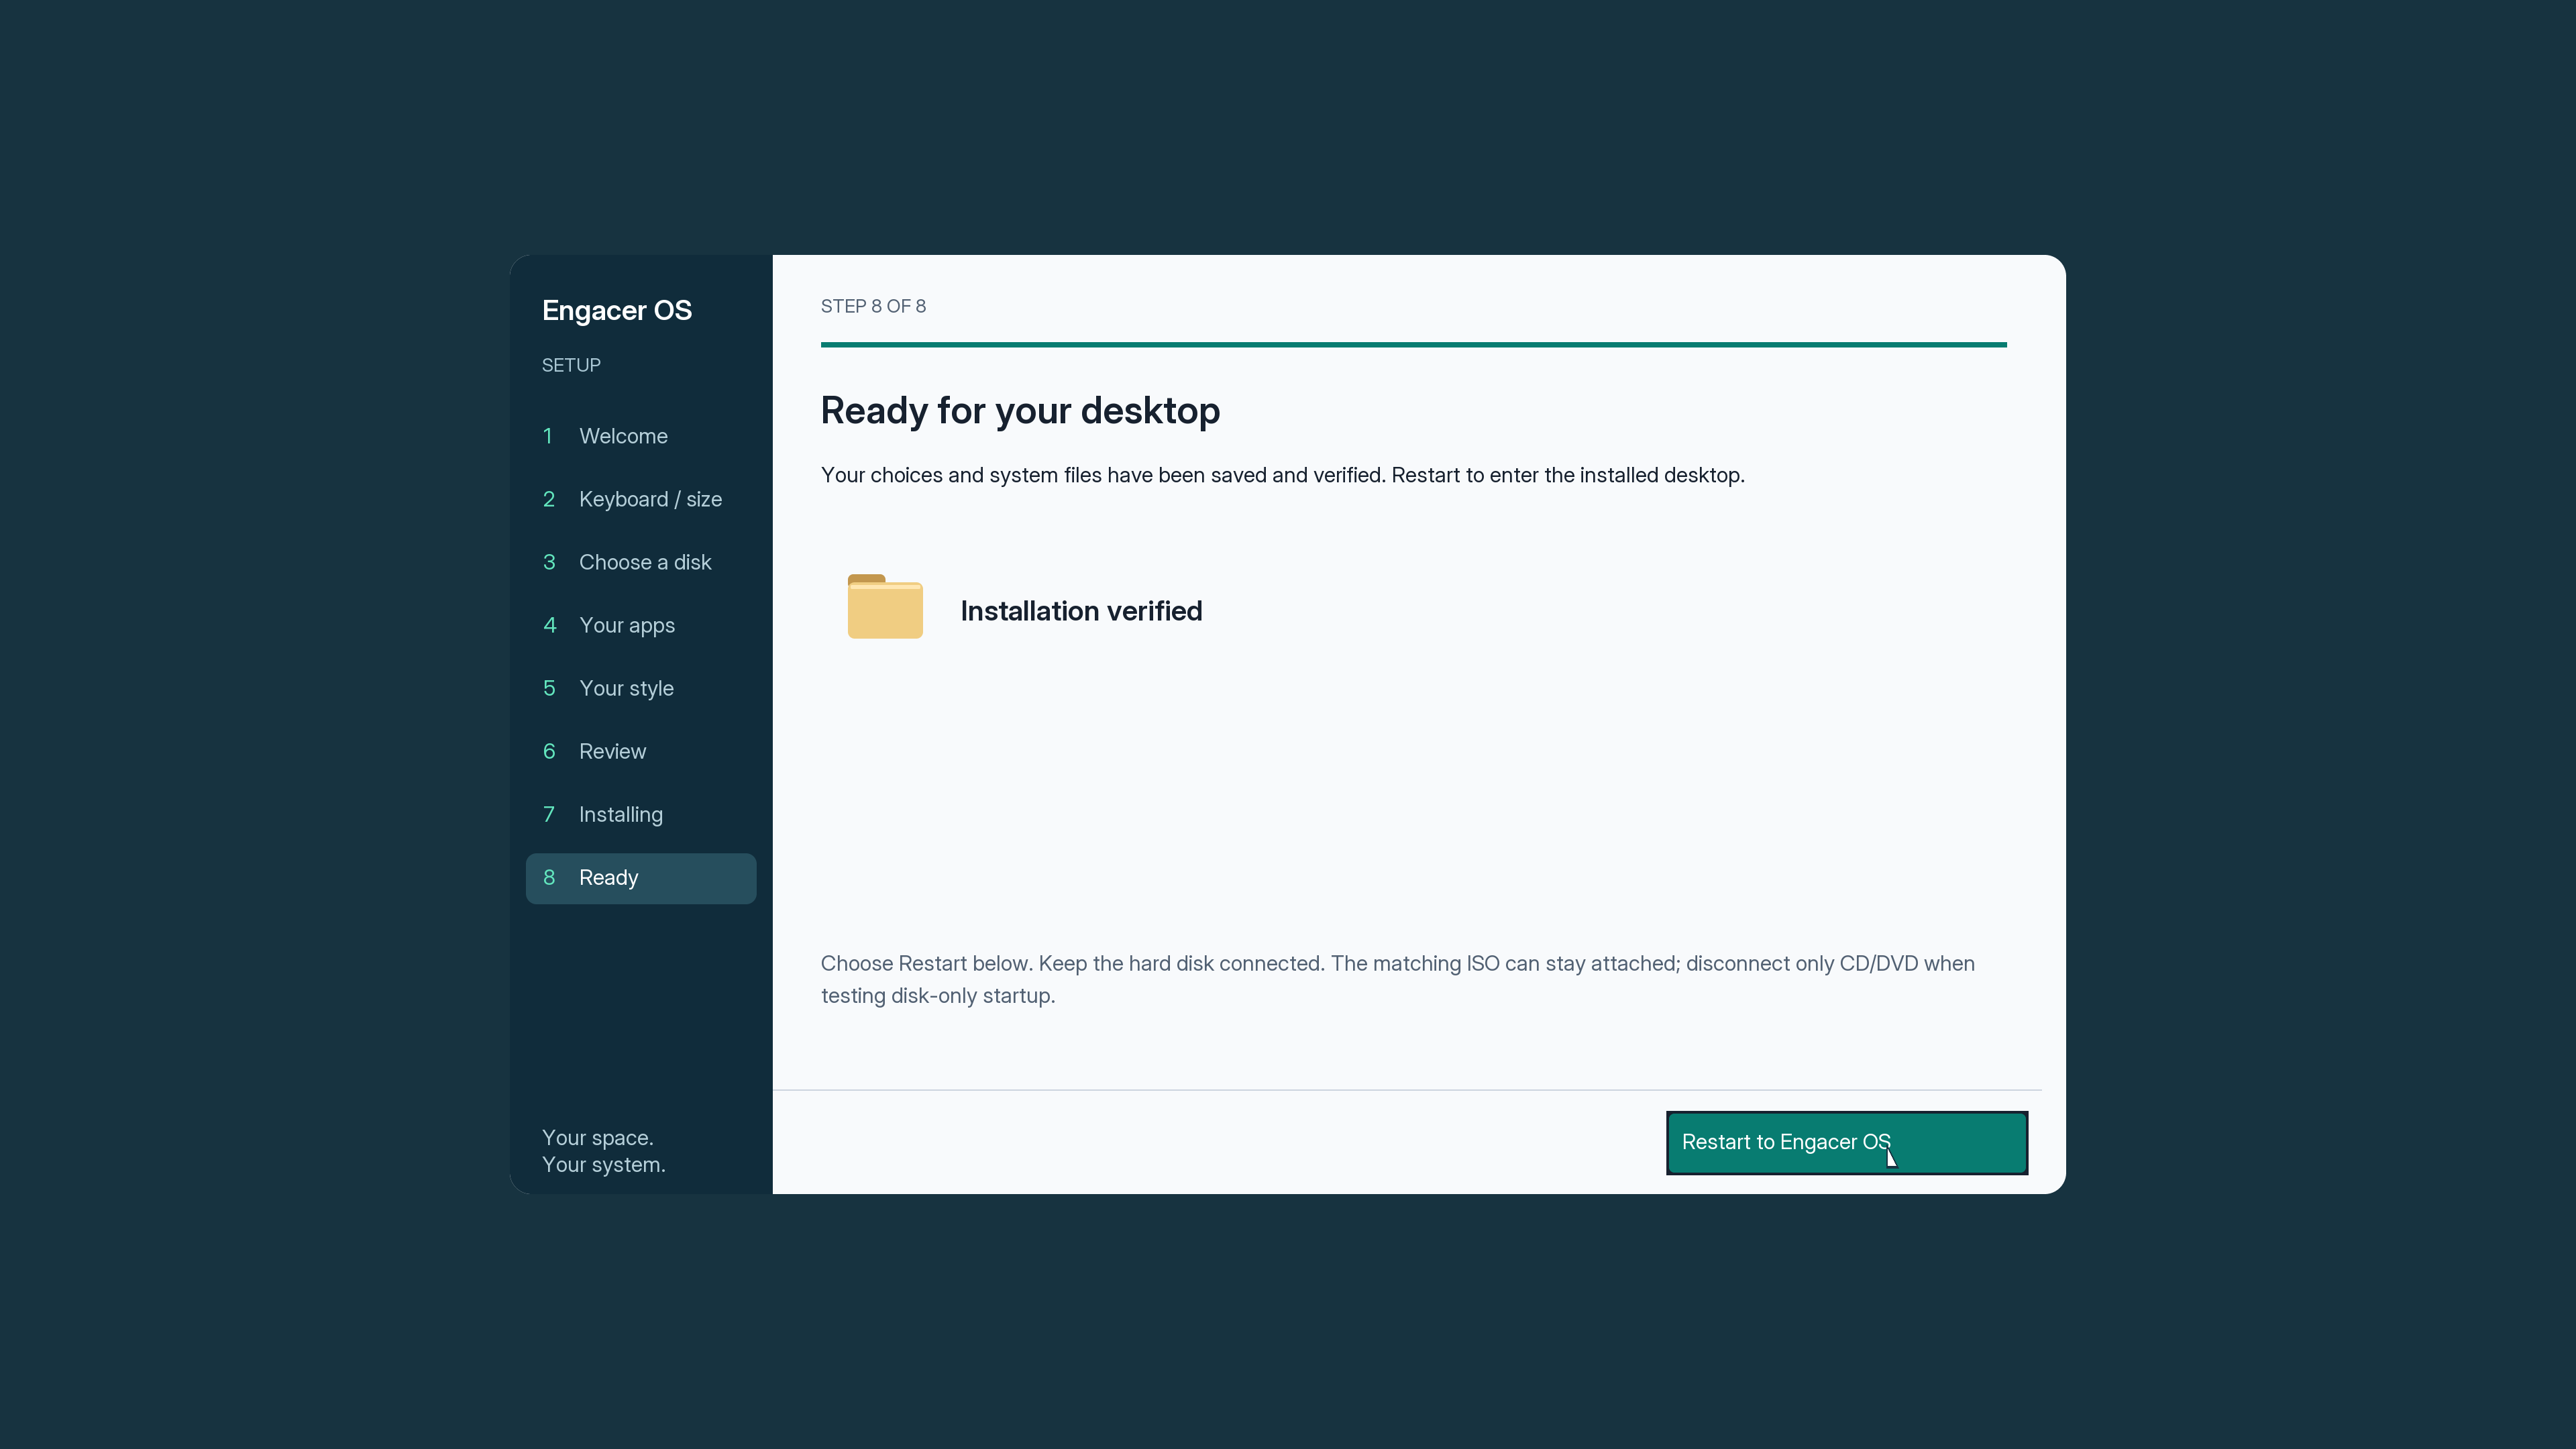 Engacer OS
SETUP
1 Welcome
2 Keyboard / size
3 Choose a disk
4 Your apps
5 Your style
6 Review
7 Installing
8 Ready
Your space.
Your system.
STEP 8 OF 8
Ready for your desktop
Your choices and system files have been saved and verified. Restart to enter the installed desktop.
Installation verified
Choose Restart below. Keep the hard disk connected. The matching ISO can stay attached; disconnect only CD/DVD when
testing disk-only startup.
Restart to Engacer OS